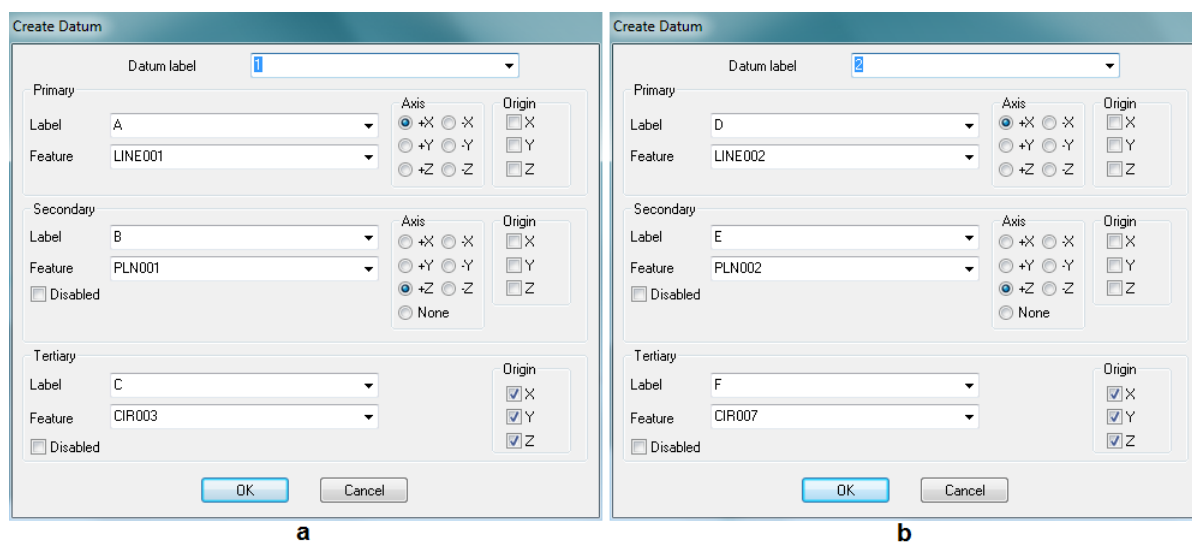 Create Datum
Datum label 1
Primary
Axis Origin
Label A +X -X X
+Y -Y Y
Feature LINE001
+Z -Z Z
Secondary
Axis Origin
Label B +X -X X
Feature PLN001 +Y -Y Y
Disabled +Z -Z Z
None
Tertiary
Origin
Label C X
Feature CIR003 Y
Disabled Z
OK Cancel
a
Create Datum
Datum label 2
Primary
Axis Origin
Label D +X -X X
+Y -Y Y
Feature LINE002
+Z -Z Z
Secondary
Axis Origin
Label E +X -X X
Feature PLN002 +Y -Y Y
Disabled +Z -Z Z
None
Tertiary
Origin
Label F X
Feature CIR007 Y
Disabled Z
OK Cancel
b